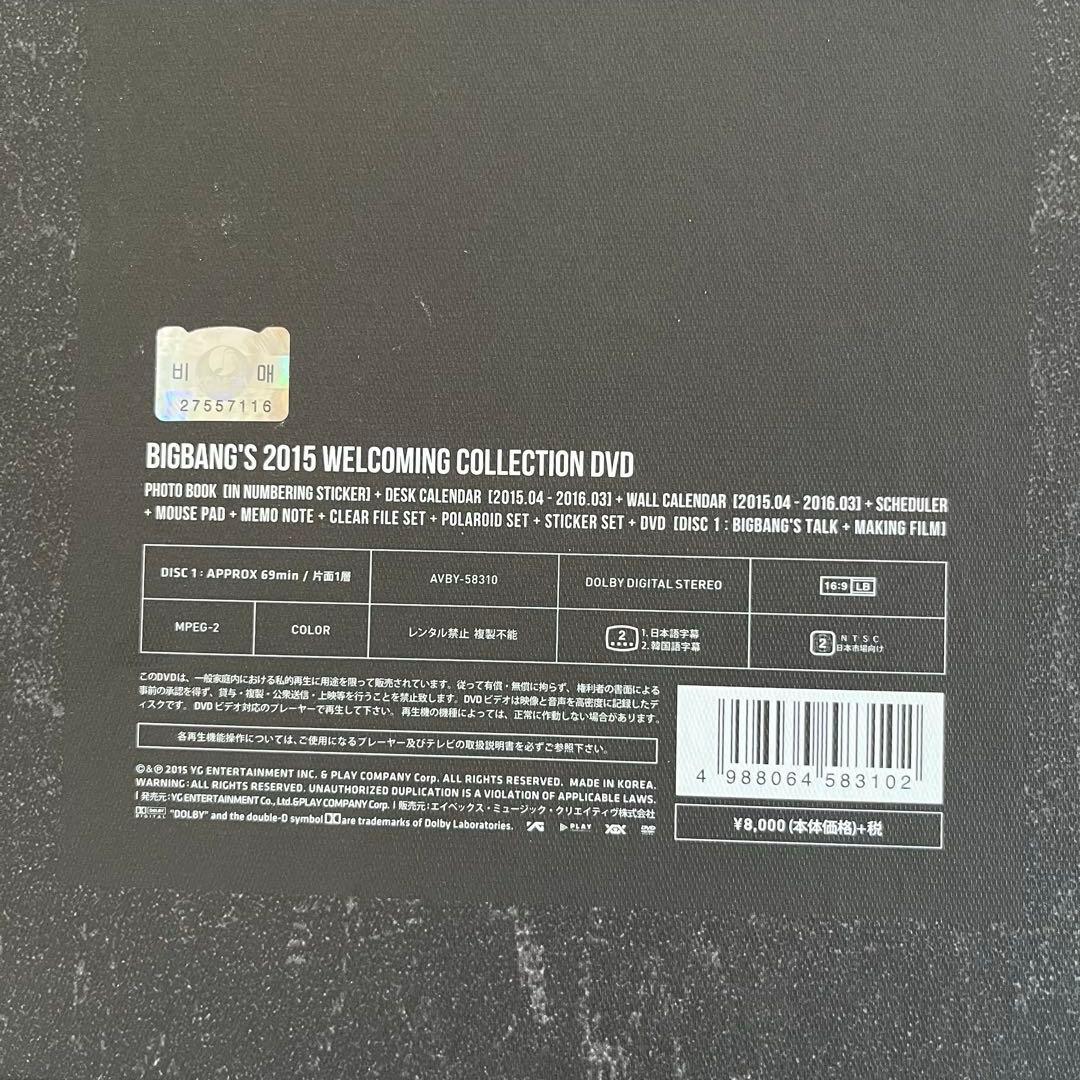 비 매
27557116
BIGBANG'S 2015 WELCOMING COLLECTION DVD
PHOTO BOOK [IN NUMBERING STICKER] + DESK CALENDAR [2015.04 - 2016.03] + WALL CALENDAR [2015.04 - 2016.03] + SCHEDULER
+ MOUSE PAD + MEMO NOTE + CLEAR FILE SET + POLAROID SET + STICKER SET + DVD [DISC 1 : BIGBANG'S TALK + MAKING FILM]
DISC 1 : APPROX 69min / 片面1層
AVBY-58310
DOLBY DIGITAL STEREO
16:9 LB
MPEG-2
COLOR
レンタル禁止 複製不能
2
1. 日本語字幕
2. 韓国語字幕
2
NTSC
日本市場向け
このDVDは、一般家庭内における私的再生に用途を限って販売されています。従って有償・無償に拘らず、権利者の書面による
事前の承認を得ず、貸与・複製・公衆送信・上映等を行うことを禁止致します。DVDビデオは映像と音声を高密度に記録したデ
ィスクです。DVDビデオ対応のプレーヤーで再生して下さい。再生機の機種によっては、正常に作動しない場合があります。
各再生機能操作については、ご使用になるプレーヤー及びテレビの取扱説明書を必ずご参照下さい。
©&℗ 2015 YG ENTERTAINMENT INC. & PLAY COMPANY Corp. ALL RIGHTS RESERVED. MADE IN KOREA.
WARNING: ALL RIGHTS RESERVED. UNAUTHORIZED DUPLICATION IS A VIOLATION OF APPLICABLE LAWS.
| 発売元: YG ENTERTAINMENT Co., Ltd.&PLAY COMPANY Corp. | 販売元: エイベックス・ミュージック・クリエイティヴ株式会社
"DOLBY" and the double-D symbol are trademarks of Dolby Laboratories.
YG PLAY YGEX DVD
4 988064 583102
¥8,000 (本体価格)+税